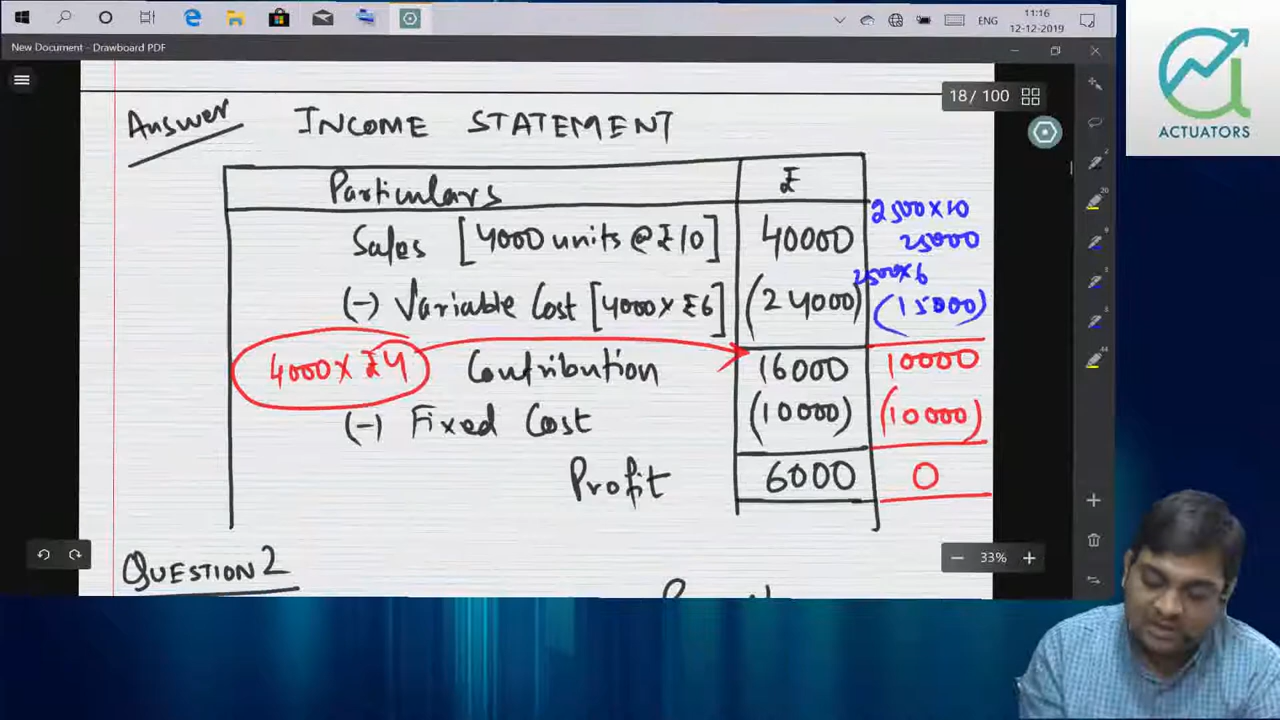 11:16
ENG
12-12-2019
New Document - Drawboard PDF
18 / 100
ACTUATORS
Answer INCOME STATEMENT
Particulars ₹
Sales [4000 units @ ₹10] 40000
2500×10
25000
(-) Variable Cost [4000 × ₹6] (24000)
2500×6
(15000)
4000 × ₹4 Contribution 16000 10000
(-) Fixed Cost (10000) (10000)
Profit 6000 0
QUESTION 2
33%